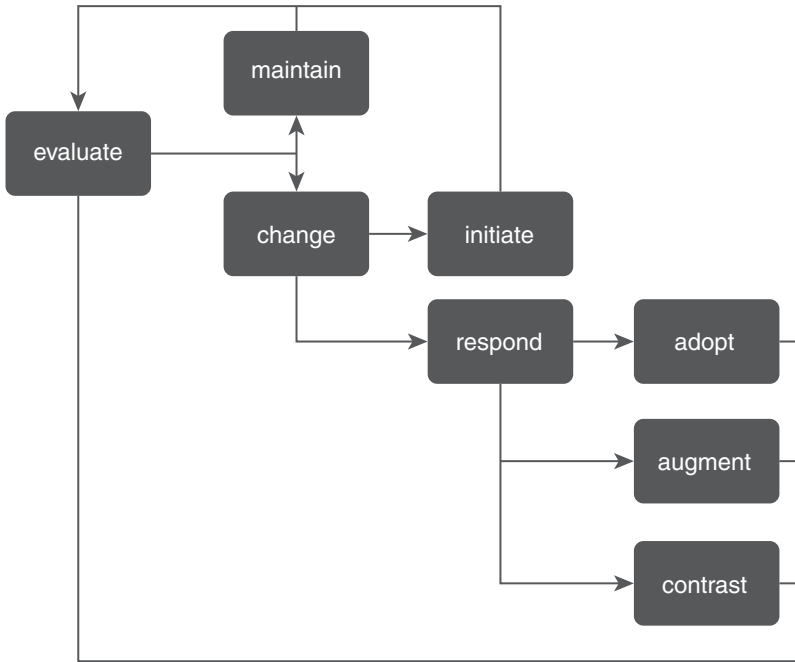 maintain
evaluate
change
initiate
respond
adopt
augment
contrast